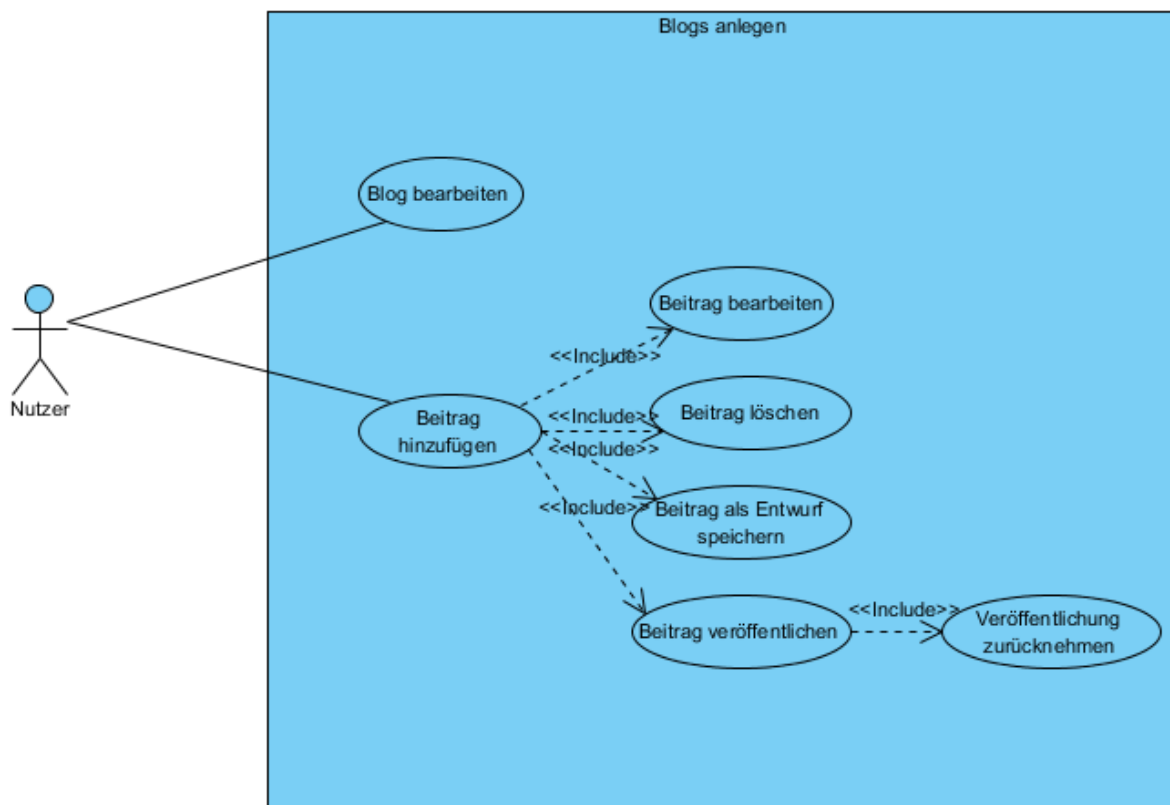 Blogs anlegen
Blog bearbeiten
Beitrag bearbeiten
<<Include>>
Nutzer
Beitrag
hinzufügen
<<Include>>
Beitrag löschen
<<Include>>
<<Include>>
Beitrag als Entwurf
speichern
Beitrag veröffentlichen
<<Include>>
Veröffentlichung
zurücknehmen